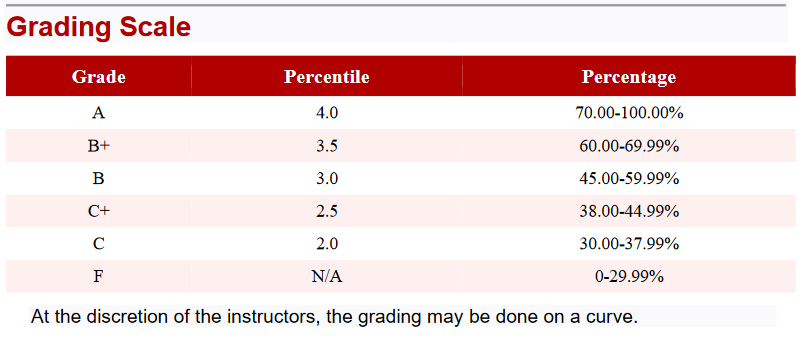 Grading Scale
Grade Percentile Percentage
A 4.0 70.00-100.00%
B+ 3.5 60.00-69.99%
B 3.0 45.00-59.99%
C+ 2.5 38.00-44.99%
C 2.0 30.00-37.99%
F N/A 0-29.99%
At the discretion of the instructors, the grading may be done on a curve.